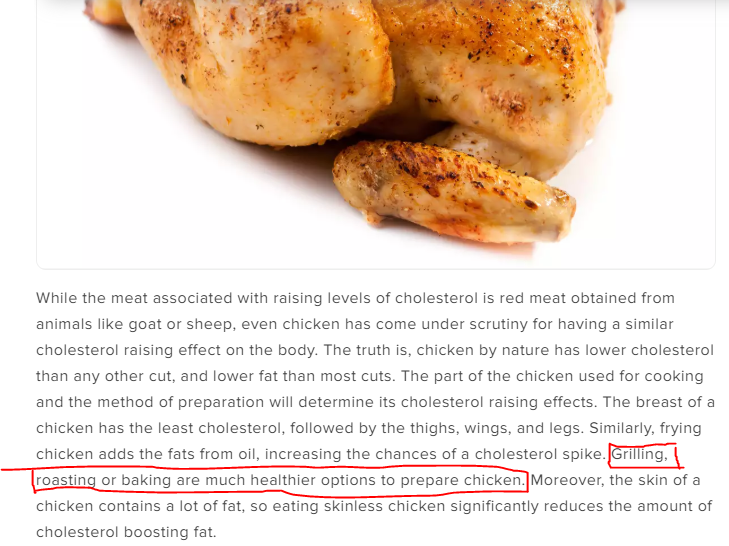 While the meat associated with raising levels of cholesterol is red meat obtained from
animals like goat or sheep, even chicken has come under scrutiny for having a similar
cholesterol raising effect on the body. The truth is, chicken by nature has lower cholesterol
than any other cut, and lower fat than most cuts. The part of the chicken used for cooking
and the method of preparation will determine its cholesterol raising effects. The breast of a
chicken has the least cholesterol, followed by the thighs, wings, and legs. Similarly, frying
chicken adds the fats from oil, increasing the chances of a cholesterol spike. Grilling,
roasting or baking are much healthier options to prepare chicken. Moreover, the skin of a
chicken contains a lot of fat, so eating skinless chicken significantly reduces the amount of
cholesterol boosting fat.